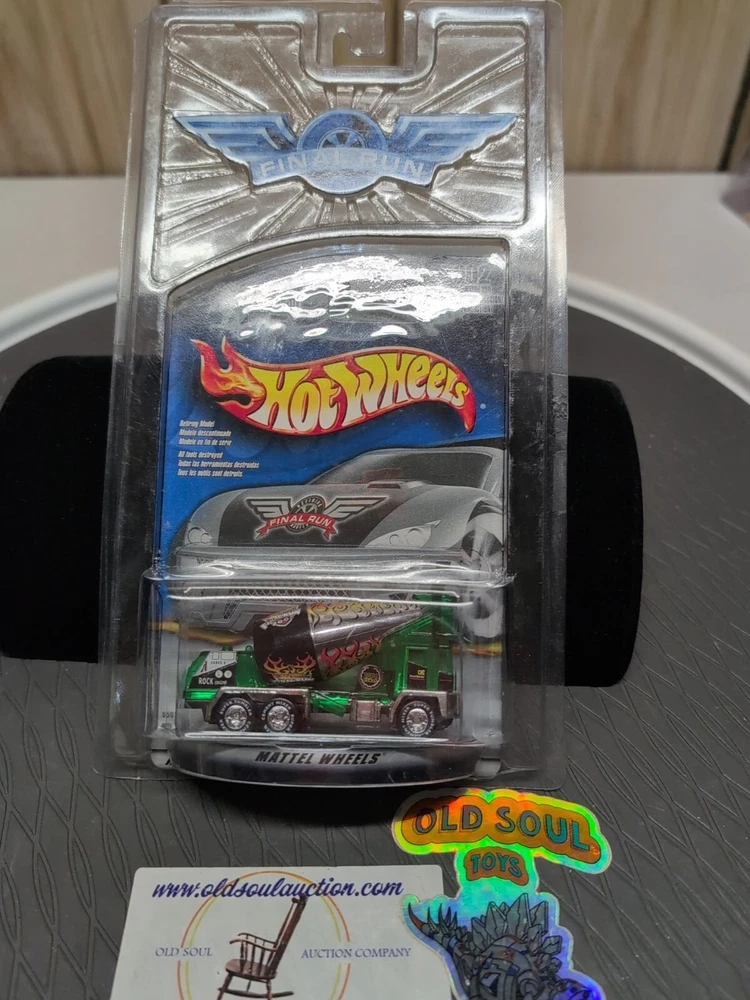 FINAL RUN
HOT WHEELS
Retiring Model
Modelo descontinuado
Modèle en fin de série
All tools destroyed
Todas las herramientas destruidas
Tous les outils sont détruits.
FINAL RUN
ROCK
MATTEL WHEELS
OLD SOUL
TOYS
www.oldsoulauction.com
OLD SOUL AUCTION COMPANY